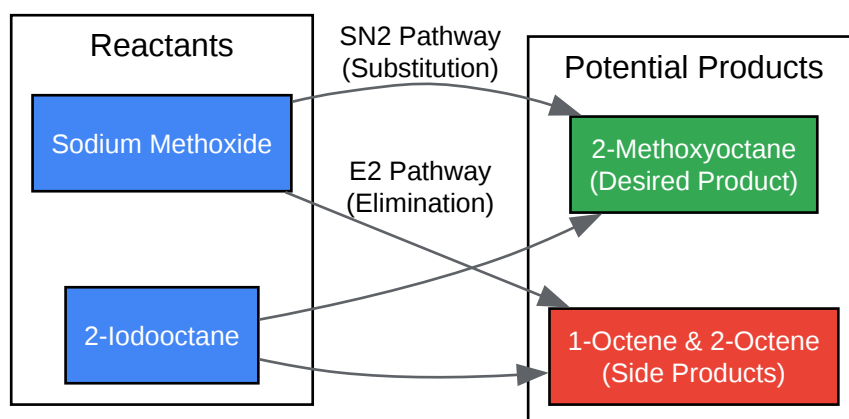 Reactants
Sodium Methoxide
2-Iodooctane
SN2 Pathway
(Substitution)
E2 Pathway
(Elimination)
Potential Products
2-Methoxyoctane
(Desired Product)
1-Octene & 2-Octene
(Side Products)